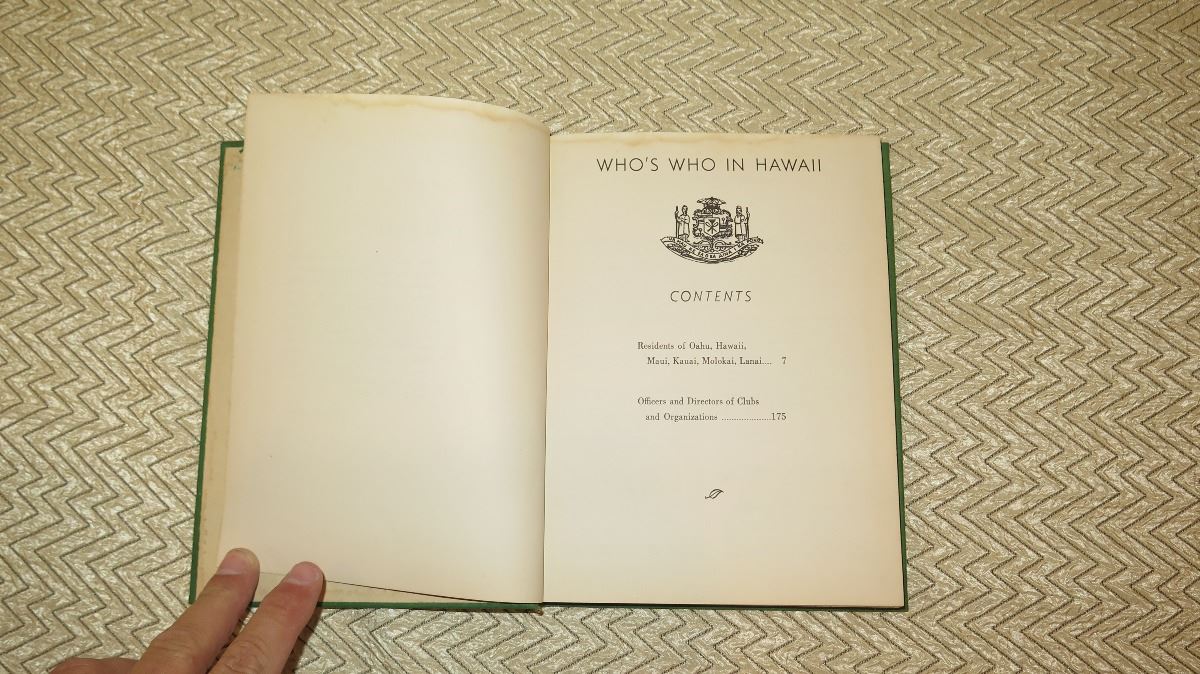 WHO'S WHO IN HAWAII
CONTENTS
Residents of Oahu, Hawaii,
Maui, Kauai, Molokai, Lanai.... 7
Officers and Directors of Clubs
and Organizations ....................175